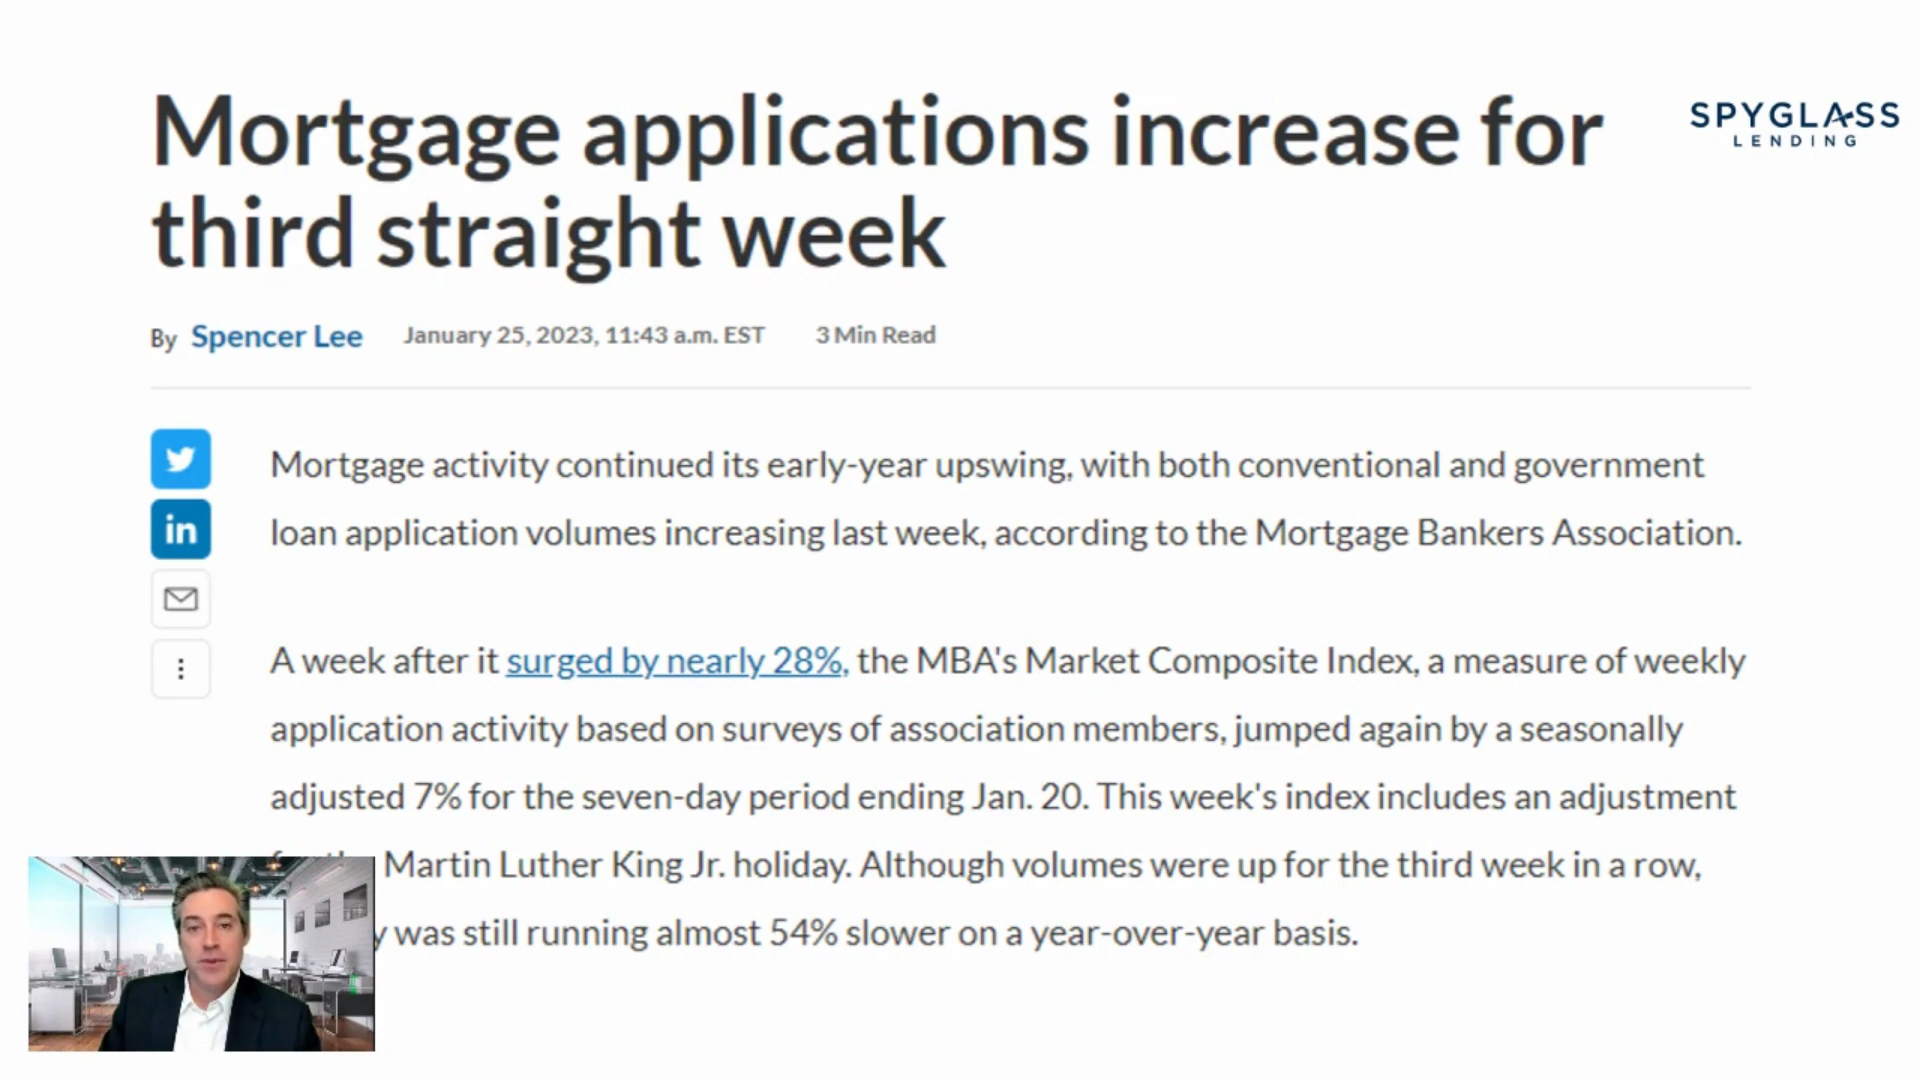 Mortgage applications increase for
SPYGLASS
LENDING
third straight week
By Spencer Lee January 25, 2023, 11:43 a.m. EST 3 Min Read
in
Mortgage activity continued its early-year upswing, with both conventional and government
loan application volumes increasing last week, according to the Mortgage Bankers Association.
A week after it surged by nearly 28%, the MBA's Market Composite Index, a measure of weekly
application activity based on surveys of association members, jumped again by a seasonally
adjusted 7% for the seven-day period ending Jan. 20. This week's index includes an adjustment
Martin Luther King Jr. holiday. Although volumes were up for the third week in a row,
y was still running almost 54% slower on a year-over-year basis.